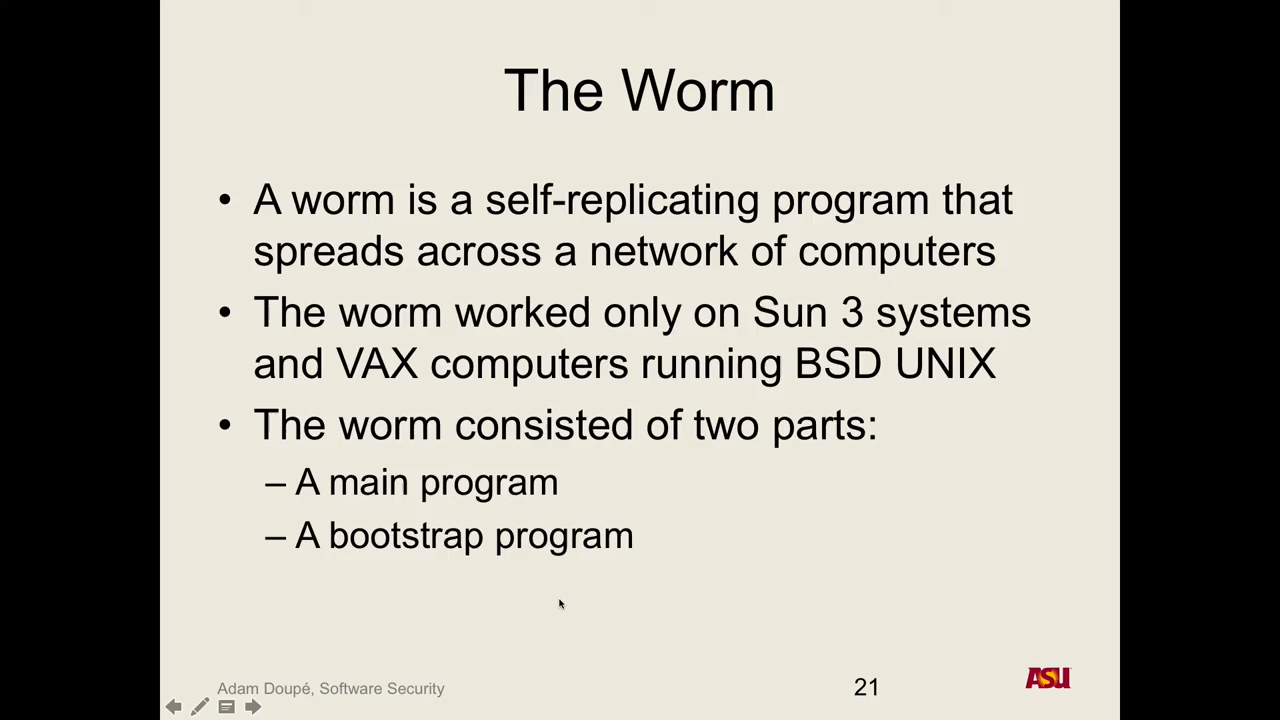 The Worm
• A worm is a self-replicating program that
spreads across a network of computers
• The worm worked only on Sun 3 systems
and VAX computers running BSD UNIX
• The worm consisted of two parts:
– A main program
– A bootstrap program
Adam Doupé, Software Security
21
ASU